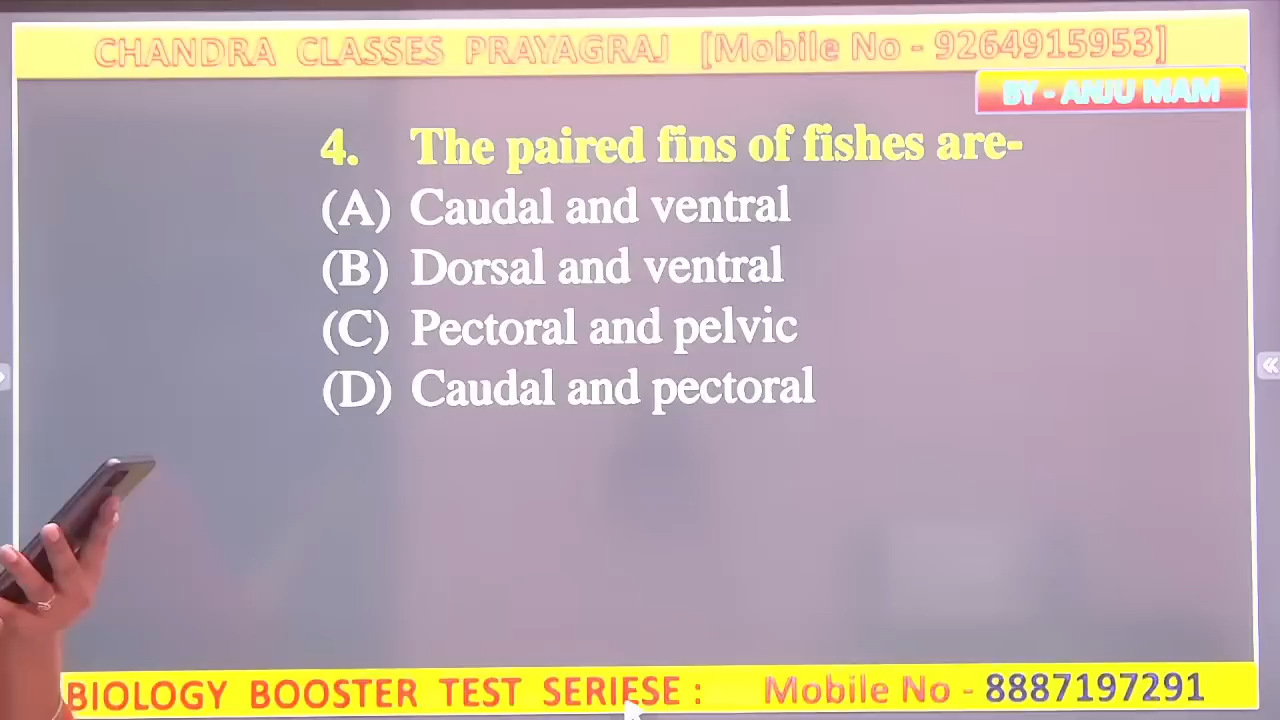 CHANDRA CLASSES PRAYAGRAJ [Mobile No - 9264915953]
BY - ANJU MAM
4. The paired fins of fishes are-
(A) Caudal and ventral
(B) Dorsal and ventral
(C) Pectoral and pelvic
(D) Caudal and pectoral
BIOLOGY BOOSTER TEST SERIESE : Mobile No - 8887197291